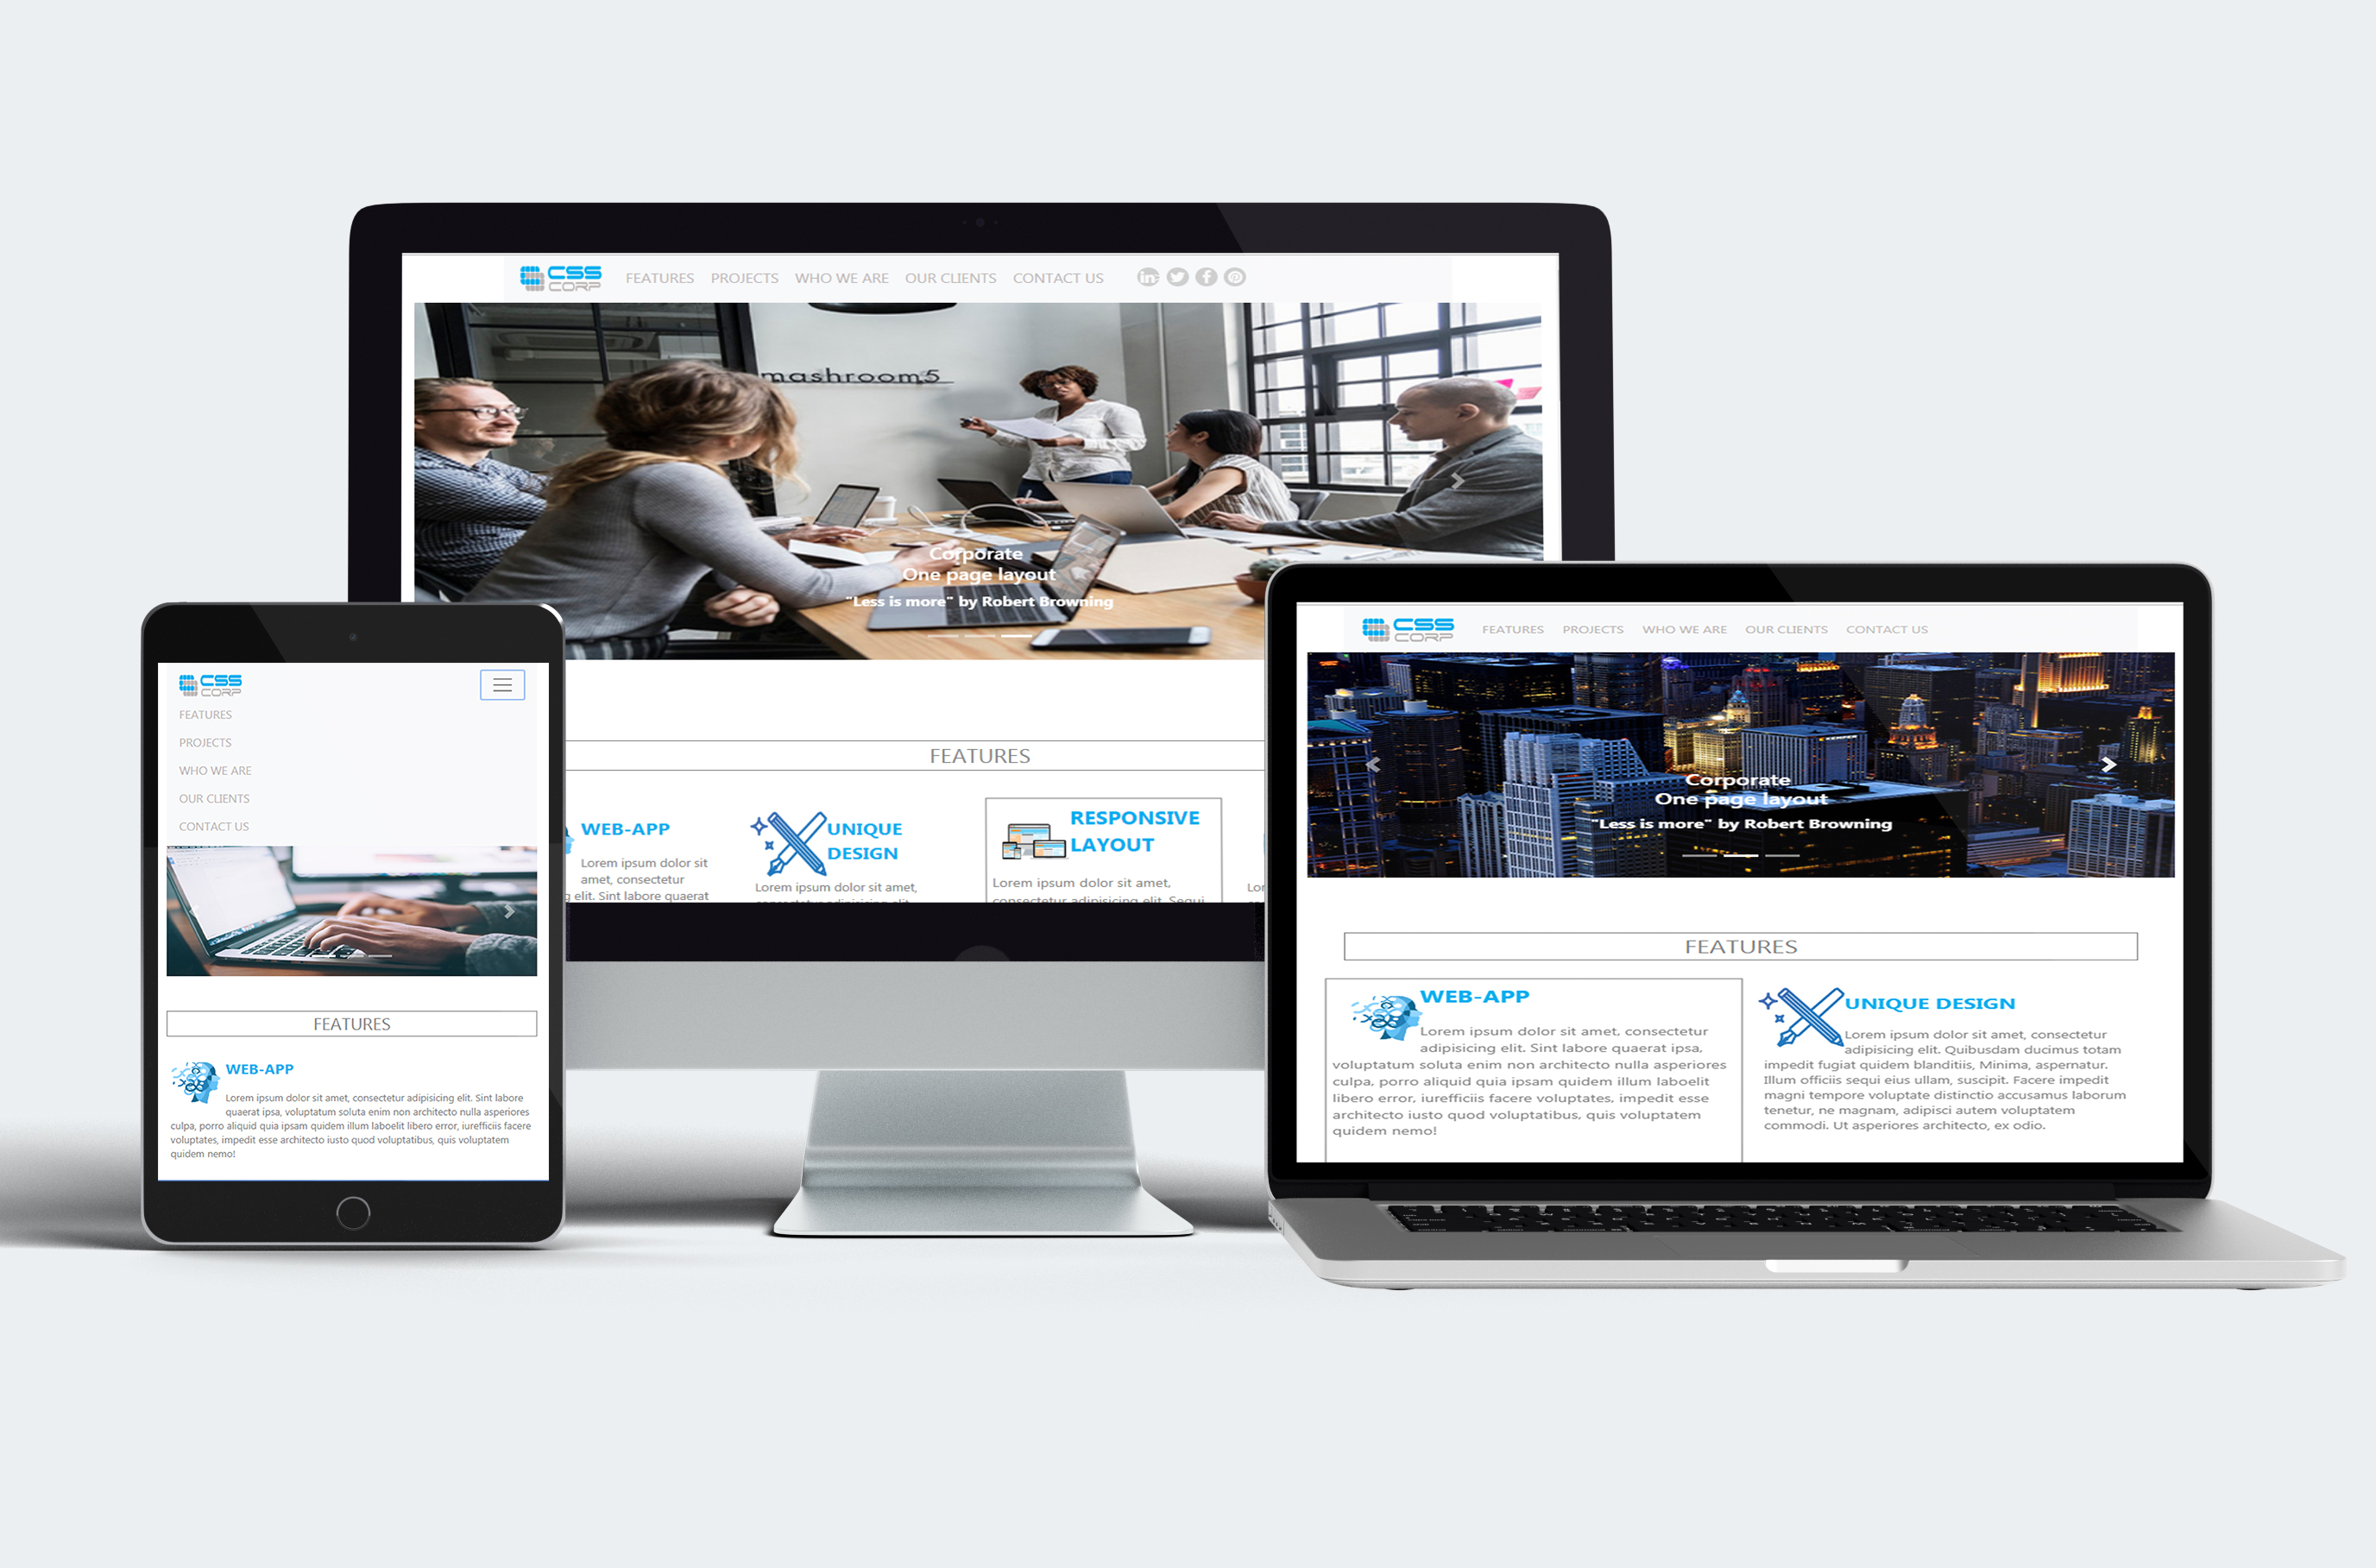 CSS
CORP
FEATURES PROJECTS WHO WE ARE OUR CLIENTS CONTACT US
in
mashroom5
Corporate
One page layout
"Less is more" by Robert Browning
FEATURES
WEB-APP
Lorem ipsum dolor sit
amet, consectetur
elit. Sint labore quaerat
UNIQUE
DESIGN
Lorem ipsum dolor sit amet,
consectetur adipisicing elit.
RESPONSIVE
LAYOUT
Lorem ipsum dolor sit amet,
consectetur adipisicing elit. Sequi
CSS
CORP
FEATURES
PROJECTS
WHO WE ARE
OUR CLIENTS
CONTACT US
FEATURES
WEB-APP
Lorem ipsum dolor sit amet, consectetur adipisicing elit. Sint labore
quaerat ipsa, voluptatum soluta enim non architecto nulla asperiores
culpa, porro aliquid quia ipsam quidem illum laboelit libero error, iurefficiis facere
voluptates, impedit esse architecto iusto quod voluptatibus, quis voluptatem
quidem nemo!
CSS
CORP
FEATURES PROJECTS WHO WE ARE OUR CLIENTS CONTACT US
KEMPER
Corporate
One page layout
"Less is more" by Robert Browning
FEATURES
WEB-APP
Lorem ipsum dolor sit amet, consectetur
adipisicing elit. Sint labore quaerat ipsa,
voluptatum soluta enim non architecto nulla asperiores
culpa, porro aliquid quia ipsam quidem illum laboelit
libero error, iurefficiis facere voluptates, impedit esse
architecto iusto quod voluptatibus, quis voluptatem
quidem nemo!
UNIQUE DESIGN
Lorem ipsum dolor sit amet, consectetur
adipisicing elit. Quibusdam ducimus totam
impedit fugiat quidem blanditiis, Minima, aspernatur.
Illum officiis sequi eius ullam, suscipit. Facere impedit
magni tempore voluptate distinctio accusamus laborum
tenetur, ne magnam, adipisci autem voluptatem
commodi. Ut asperiores architecto, ex odio.